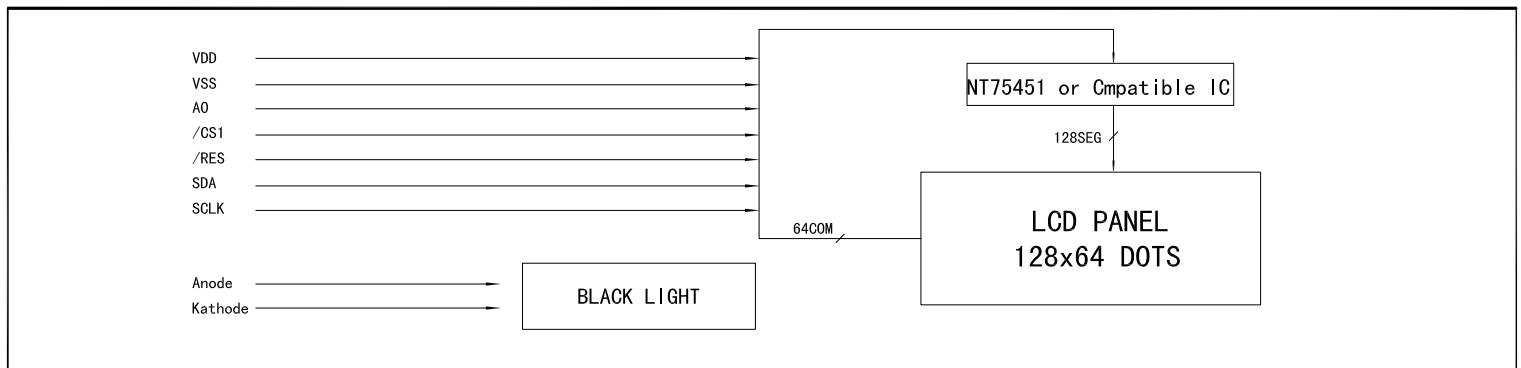 VDD
VSS
A0
/CS1
/RES
SDA
SCLK
NT75451 or Cmpatible IC
128SEG
LCD PANEL
128x64 DOTS
64COM
Anode
Kathode
BLACK LIGHT